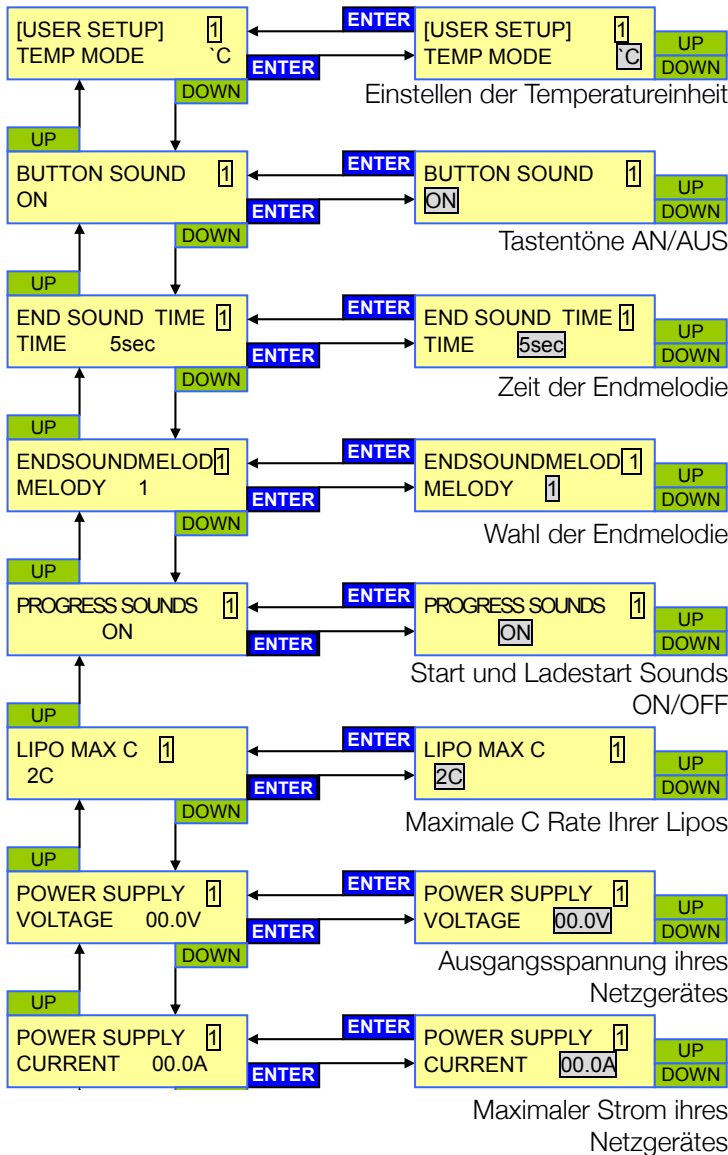 ENTER
[USER SETUP] 1 [USER SETUP] 1
TEMP MODE `C TEMP MODE `C UP
ENTER DOWN
DOWN Einstellen der Temperatureinheit
UP
ENTER
BUTTON SOUND 1 BUTTON SOUND 1
ON ON UP
ENTER DOWN
DOWN Tastentöne AN/AUS
UP
ENTER
END SOUND TIME 1 END SOUND TIME 1
TIME 5sec TIME 5sec UP
ENTER DOWN
DOWN Zeit der Endmelodie
UP
ENTER
ENDSOUNDMELOD1 ENDSOUNDMELOD 1
MELODY 1 MELODY 1 UP
ENTER DOWN
DOWN Wahl der Endmelodie
UP
ENTER
PROGRESS SOUNDS 1 PROGRESS SOUNDS 1
ON ON UP
ENTER DOWN
Start und Ladestart Sounds
ON/OFF
UP
ENTER
LIPO MAX C 1 LIPO MAX C 1
2C 2C UP
ENTER DOWN
DOWN Maximale C Rate Ihrer Lipos
UP
ENTER
POWER SUPPLY 1 POWER SUPPLY 1
VOLTAGE 00.0V VOLTAGE 00.0V UP
ENTER DOWN
DOWN Ausgangsspannung ihres
Netzgerätes
UP
ENTER
POWER SUPPLY 1 POWER SUPPLY 1
CURRENT 00.0A CURRENT 00.0A UP
ENTER DOWN
Maximaler Strom ihres
Netzgerätes